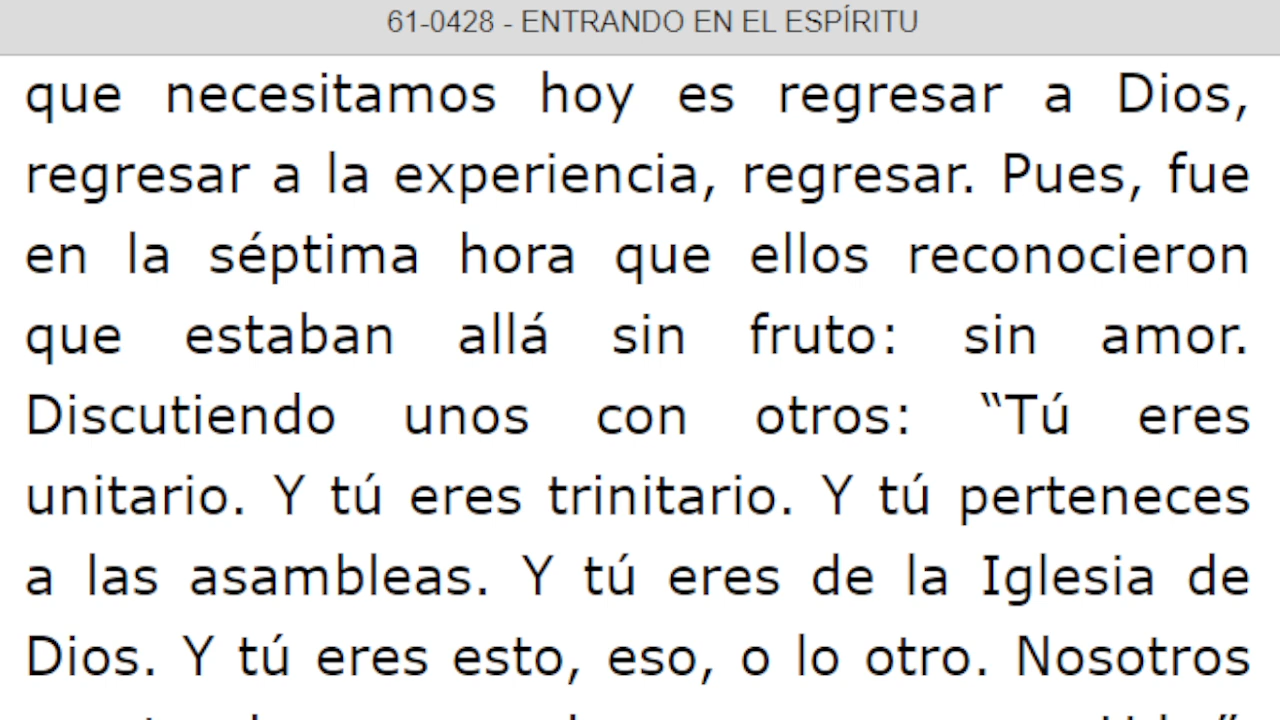 61-0428 - ENTRANDO EN EL ESPÍRITU
que necesitamos hoy es regresar a Dios,
regresar a la experiencia, regresar. Pues, fue
en la séptima hora que ellos reconocieron
que estaban allá sin fruto: sin amor.
Discutiendo unos con otros: “Tú eres
unitario. Y tú eres trinitario. Y tú perteneces
a las asambleas. Y tú eres de la Iglesia de
Dios. Y tú eres esto, eso, o lo otro. Nosotros